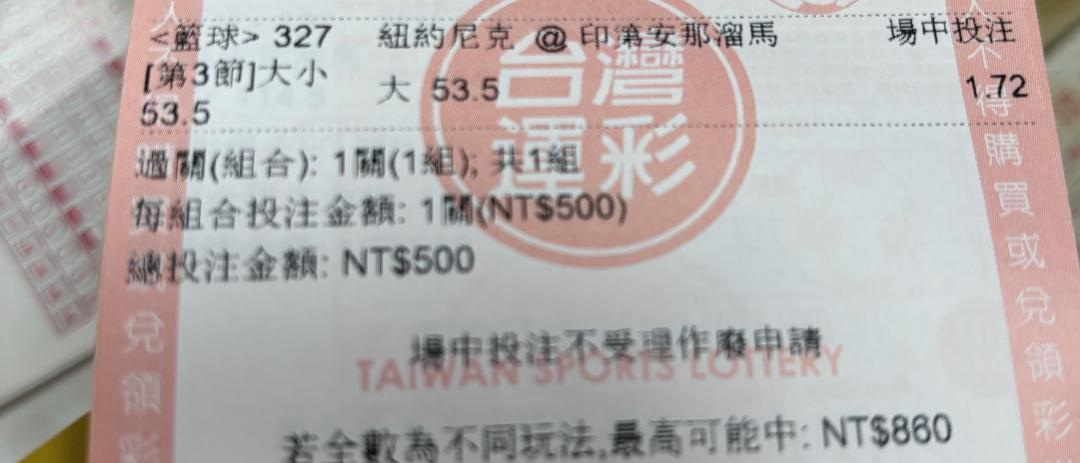 <籃球> 327 紐約尼克 @ 印第安那溜馬 場中投注
[第3節]大小 大 53.5 1.72
53.5
台灣
運彩
過關(組合): 1關(1組); 共1組
每組合投注金額: 1關(NT$500)
總投注金額: NT$500
場中投注不受理作廢申請
TAIWAN SPORTS LOTTERY
若全數為不同玩法,最高可能中: NT$860
兌領彩
不得購買或兌領彩